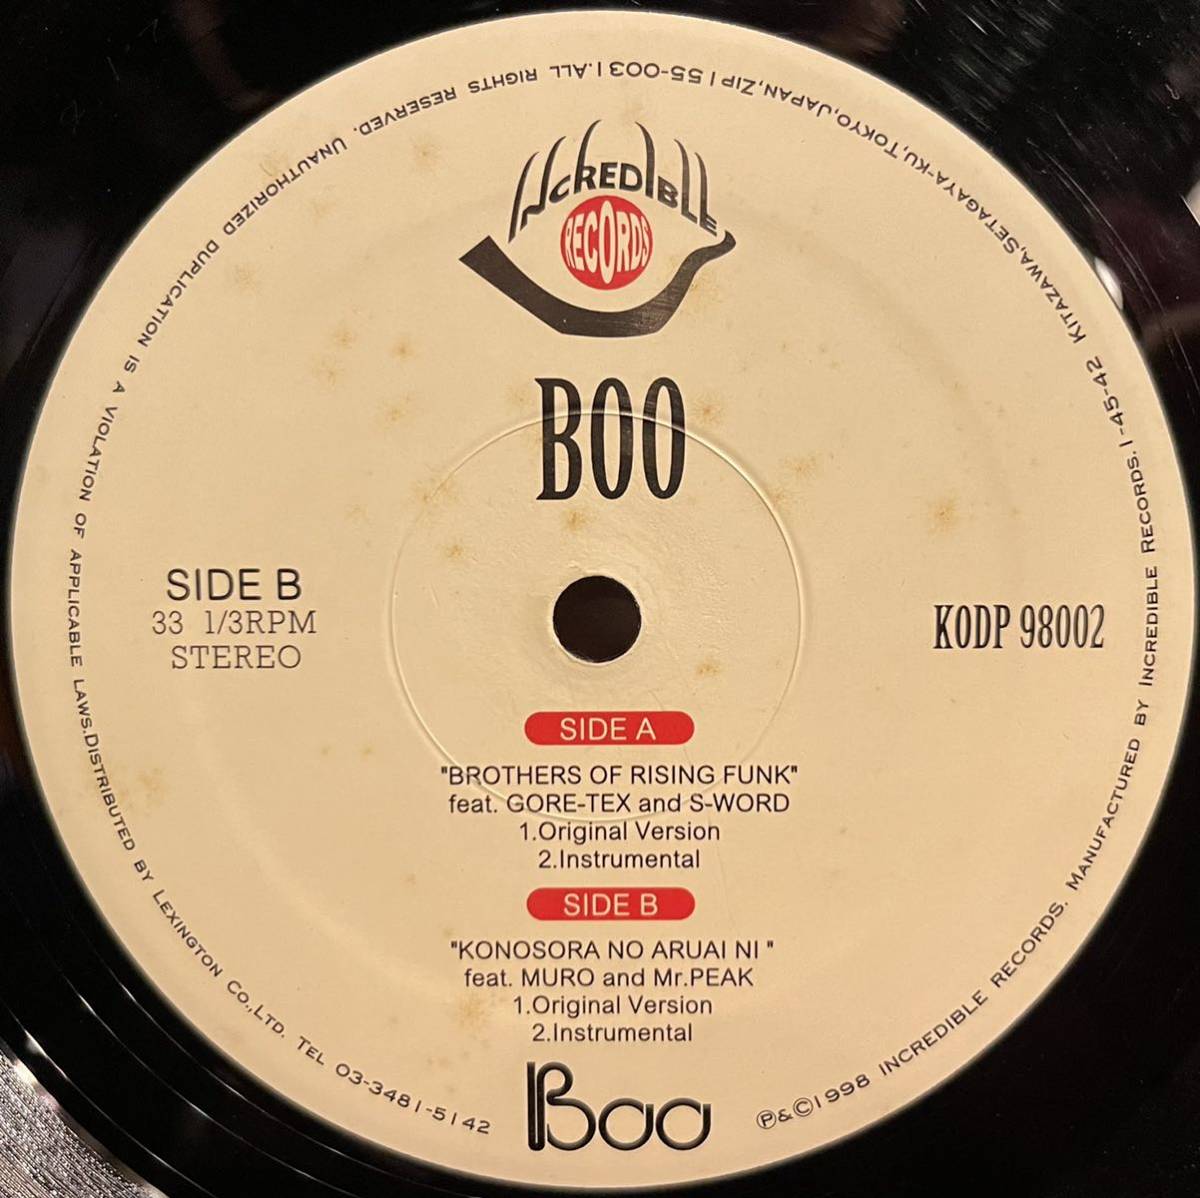 INCREDIBLE
RECORDS
BOO
SIDE B
33 1/3RPM
STEREO
KODP 98002
SIDE A
"BROTHERS OF RISING FUNK"
feat. GORE-TEX and S-WORD
1.Original Version
2.Instrumental
SIDE B
"KONOSORA NO ARUAI NI "
feat. MURO and Mr.PEAK
1.Original Version
2.Instrumental
Boo
℗&©1998 INCREDIBLE RECORDS. MANUFACTURED BY INCREDIBLE RECORDS. 1-45-42 KITAZAWA,SETAGAYA-KU,TOKYO,JAPAN,ZIP155-0031.ALL RIGHTS RESERVED. UNAUTHORIZED DUPLICATION IS A VIOLATION OF APPLICABLE LAWS.DISTRIBUTED BY LEXINGTON CO.,LTD. TEL 03-3481-5142